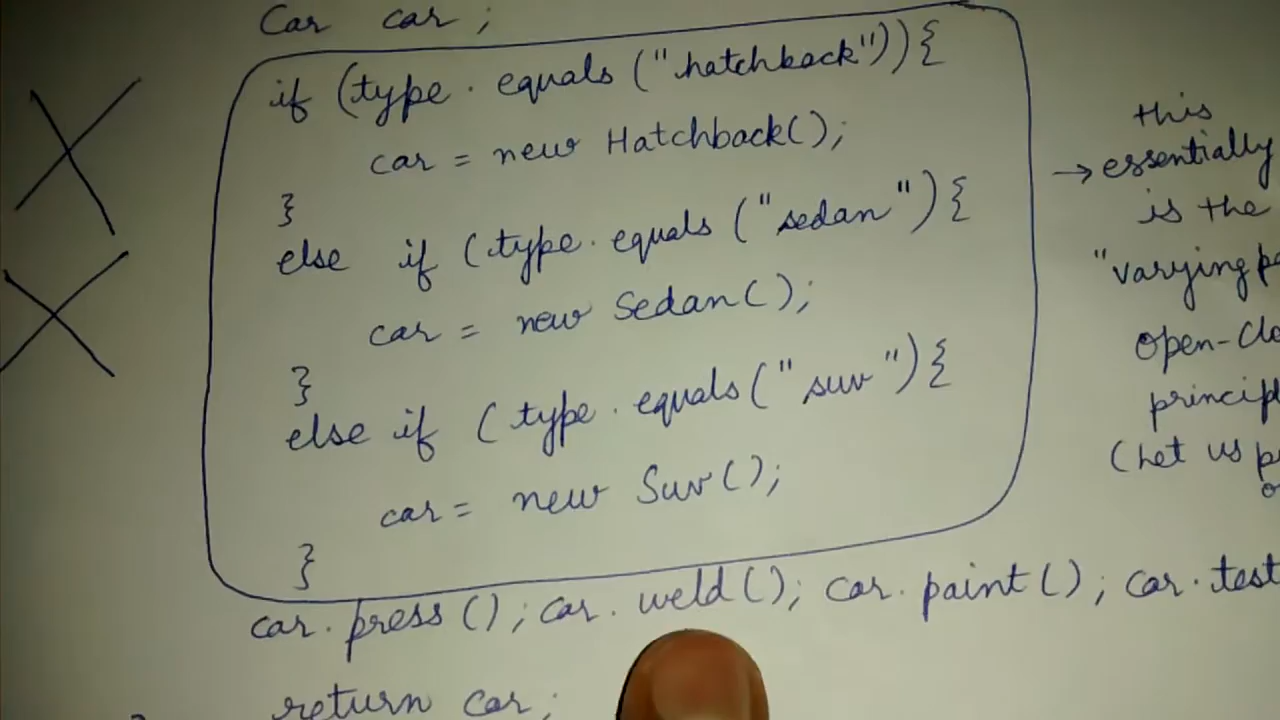 Car car ;
if (type . equals ("hatchback")) {
car = new Hatchback();
}
else if (type. equals ("sedan") {
car = new Sedan();
}
else if (type. equals("suv") {
car = new Suv();
}
car. press(); car. weld(); car. paint(); car. test
return car;
this
→ essentially
is the
"varying
open-
(Let us